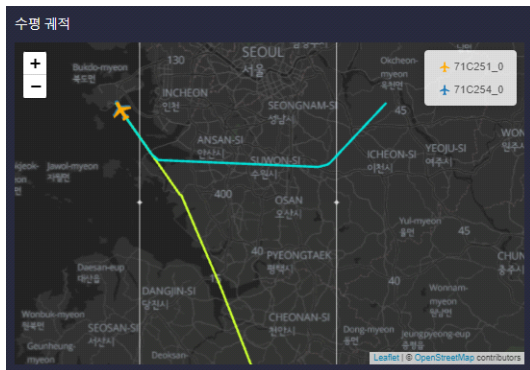 수평 궤적
+
−
71C251_0
71C254_0
SEOUL
서울
130
Bukdo-myeon
북도면
INCHEON
인천
SEONGNAM-SI
성남시
Okcheon-
myeon
옥천면
45
ANSAN-SI
안산시
SUWON-SI
수원시
ICHEON-SI
이천시
YEOJU-SI
여주시
Jawol-myeon
자월면
400
OSAN
오산시
Yul-myeon
율면
45
40
PYEONGTAEK
평택시
Daesan-eup
대산읍
DANGJIN-SI
당진시
40
Wonnam-
myeon
원남면
Wonbuk-myeon
원북면
SEOSAN-SI
서산시
CHEONAN-SI
천안시
Dong-myeon
동면
Geunheung-
myeon
Deoksan-
Leaflet | © OpenStreetMap contributors